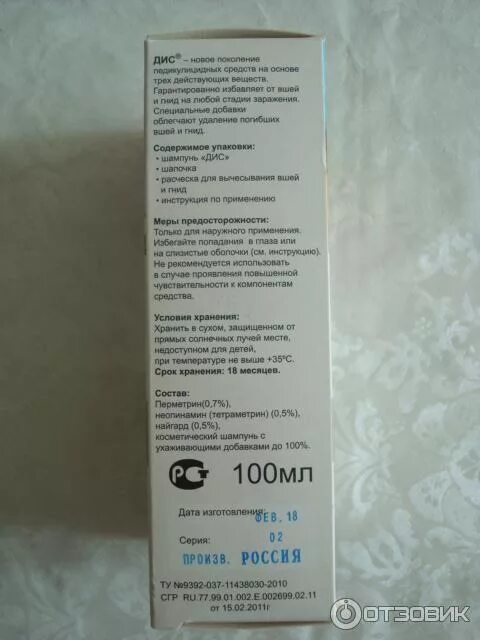 ДИС® – новое поколение
педикулицидных средств на основе
трех действующих веществ.
Гарантированно избавляет от вшей
и гнид на любой стадии заражения.
Специальные добавки
облегчают удаление погибших
вшей и гнид.
Содержимое упаковки:
• шампунь «ДИС»
• шапочка
• расческа для вычесывания вшей
и гнид
• инструкция по применению
Меры предосторожности:
Только для наружного применения.
Избегайте попадания в глаза или
на слизистые оболочки (см. инструкцию).
Не рекомендуется использовать
в случае проявления повышенной
чувствительности к компонентам
средства.
Условия хранения:
Хранить в сухом, защищенном от
прямых солнечных лучей месте,
недоступном для детей,
при температуре не выше +35ºС.
Срок хранения: 18 месяцев.
Состав:
Перметрин(0,7%),
неопинамин (тетраметрин) (0,5%),
найгард (0,5%),
косметический шампунь с
ухаживающими добавками до 100%.
РСТ 100мл
Дата изготовления:
ФЕВ. 18
Серия: 02
ПРОИЗВ. РОССИЯ
ТУ №9392-037-11438030-2010
СГР RU.77.99.01.002.Е.002699.02.11
от 15.02.2011г
ОТЗОВИК